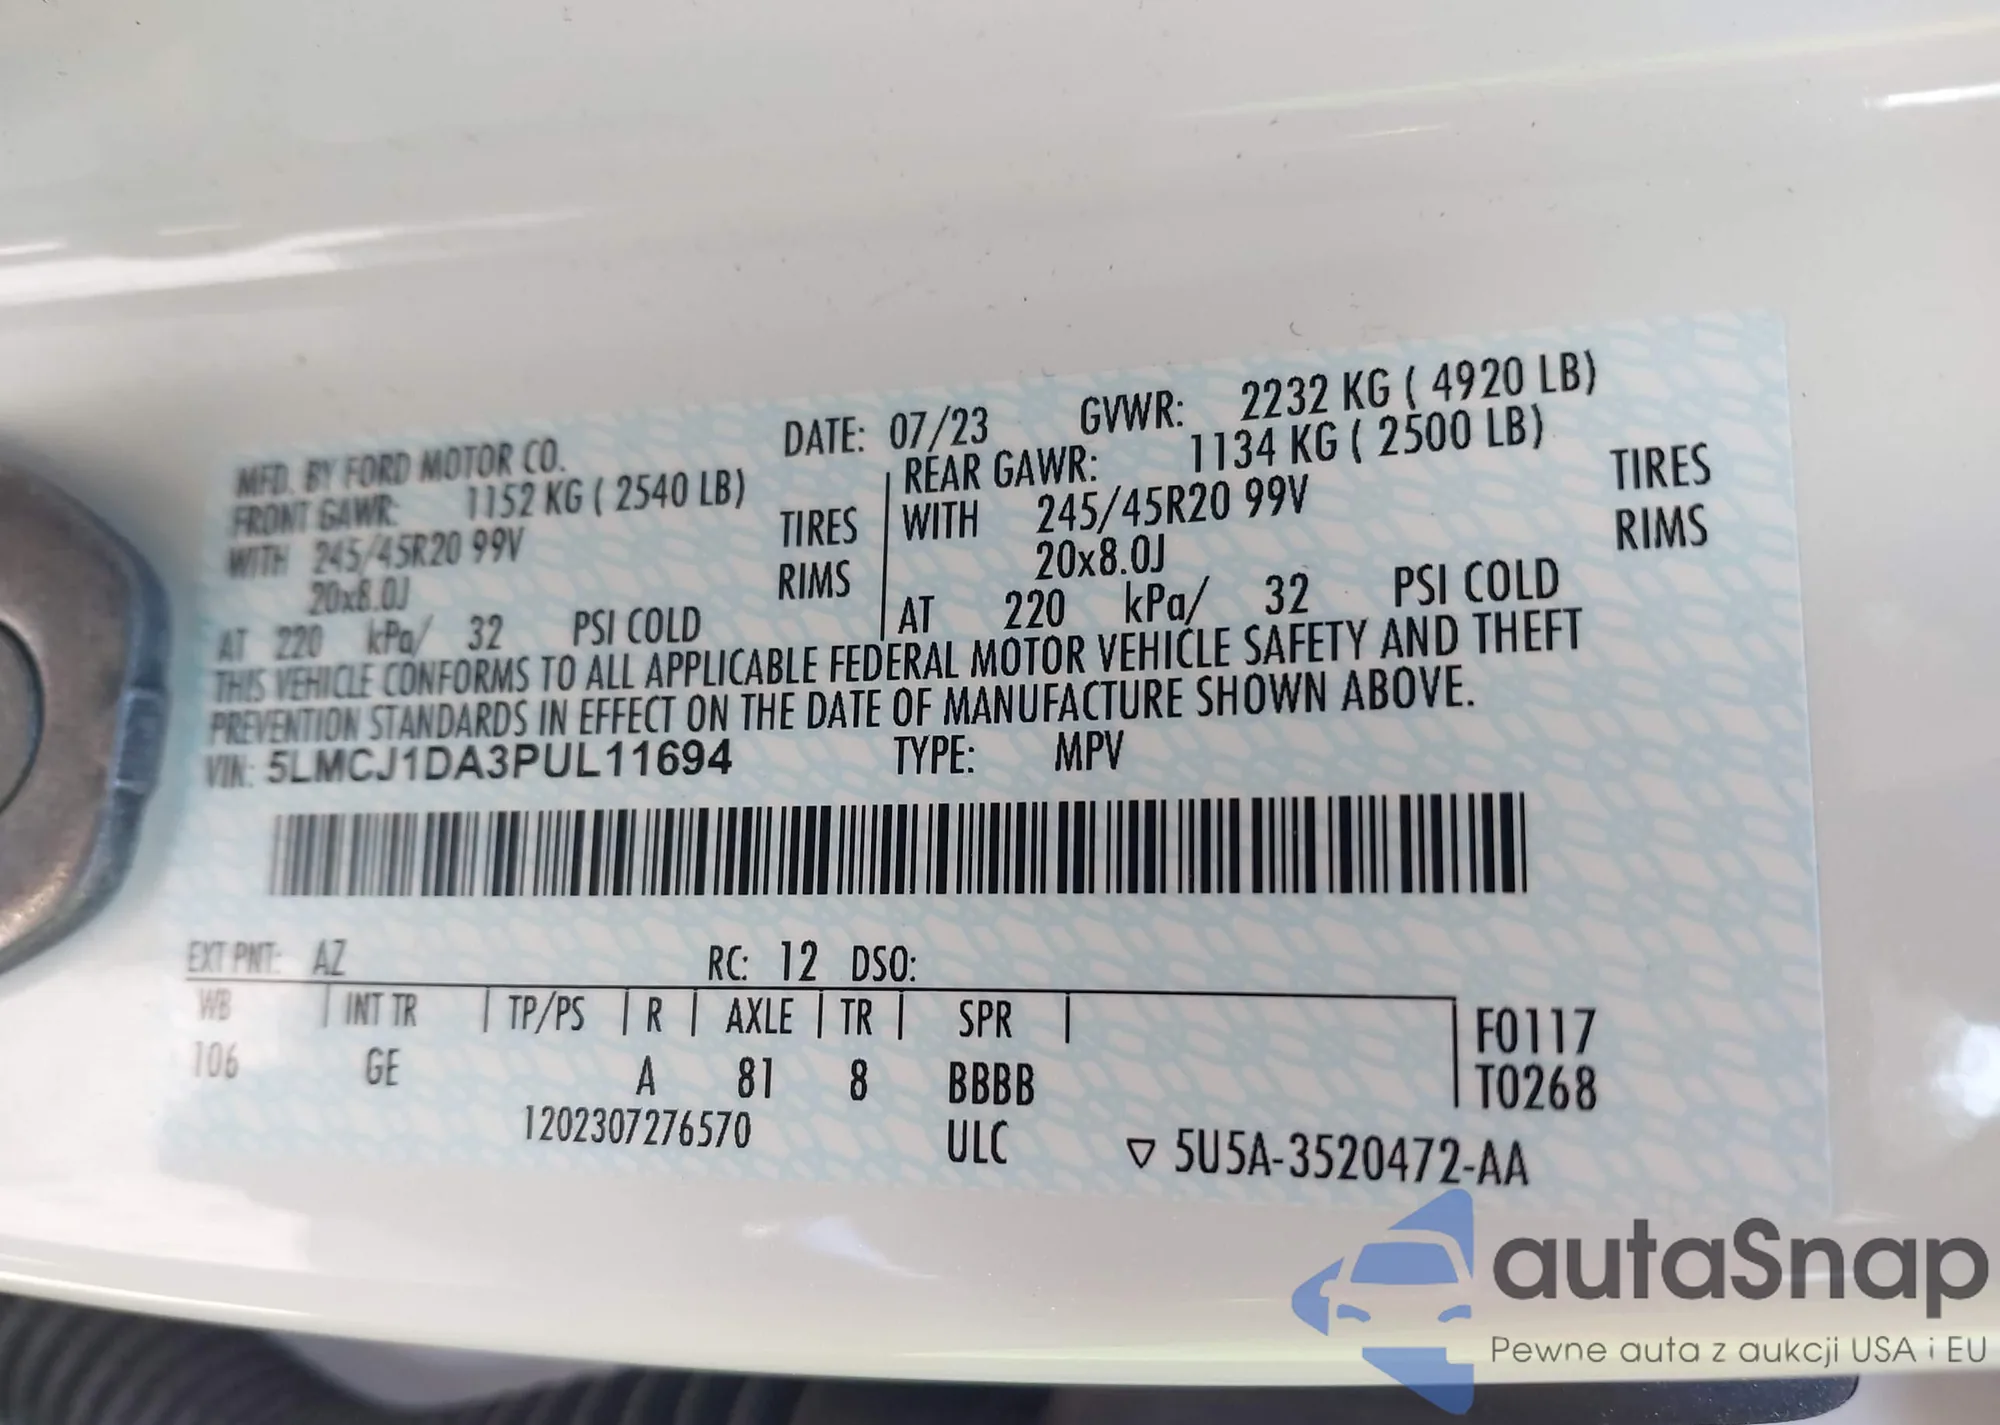 MFD. BY FORD MOTOR CO. DATE: 07/23 GVWR: 2232 KG ( 4920 LB)
FRONT GAWR: 1152 KG ( 2540 LB) REAR GAWR: 1134 KG ( 2500 LB)
WITH 245/45R20 99V TIRES WITH 245/45R20 99V TIRES
20x8.0J RIMS 20x8.0J RIMS
AT 220 kPa/ 32 PSI COLD AT 220 kPa/ 32 PSI COLD
THIS VEHICLE CONFORMS TO ALL APPLICABLE FEDERAL MOTOR VEHICLE SAFETY AND THEFT
PREVENTION STANDARDS IN EFFECT ON THE DATE OF MANUFACTURE SHOWN ABOVE.
VIN: 5LMCJ1DA3PUL11694 TYPE: MPV
EXT PNT: AZ RC: 12 DSO:
WB INT TR TP/PS R AXLE TR SPR F0117
106 GE A 81 8 BBBB T0268
1202307276570 ULC ▽ 5U5A-3520472-AA
autaSnap
Pewne auta z aukcji USA i EU